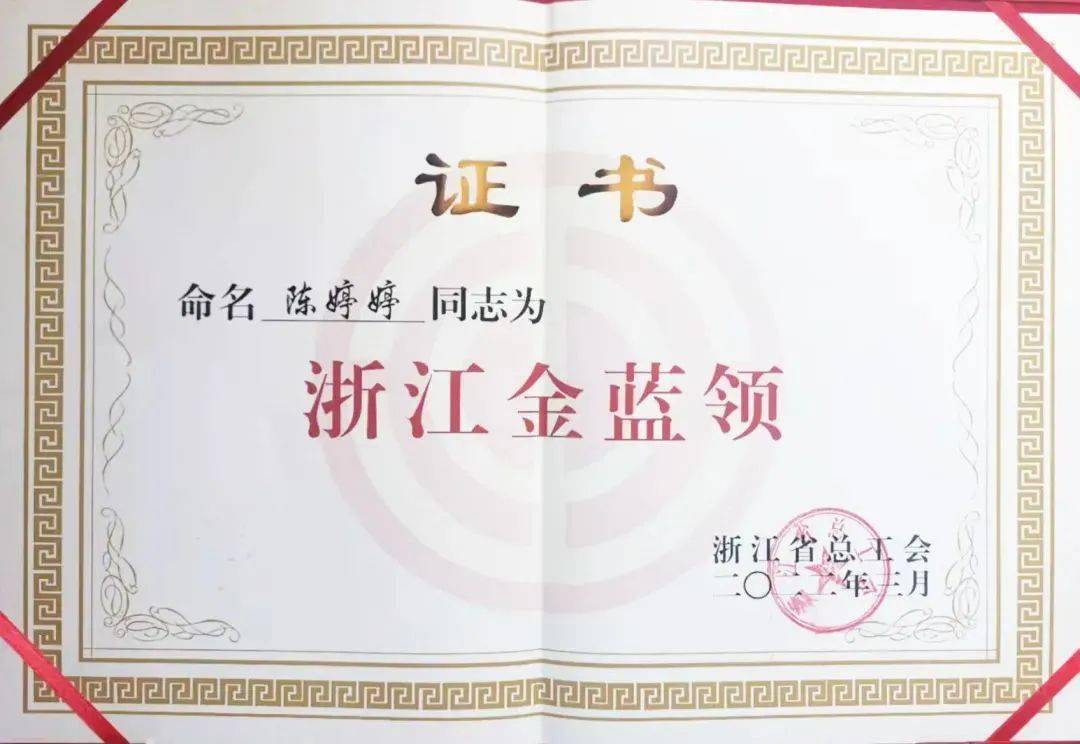 证书
命名 陈婷婷 同志为
浙江金蓝领
浙江省总工会
二〇二二年三月